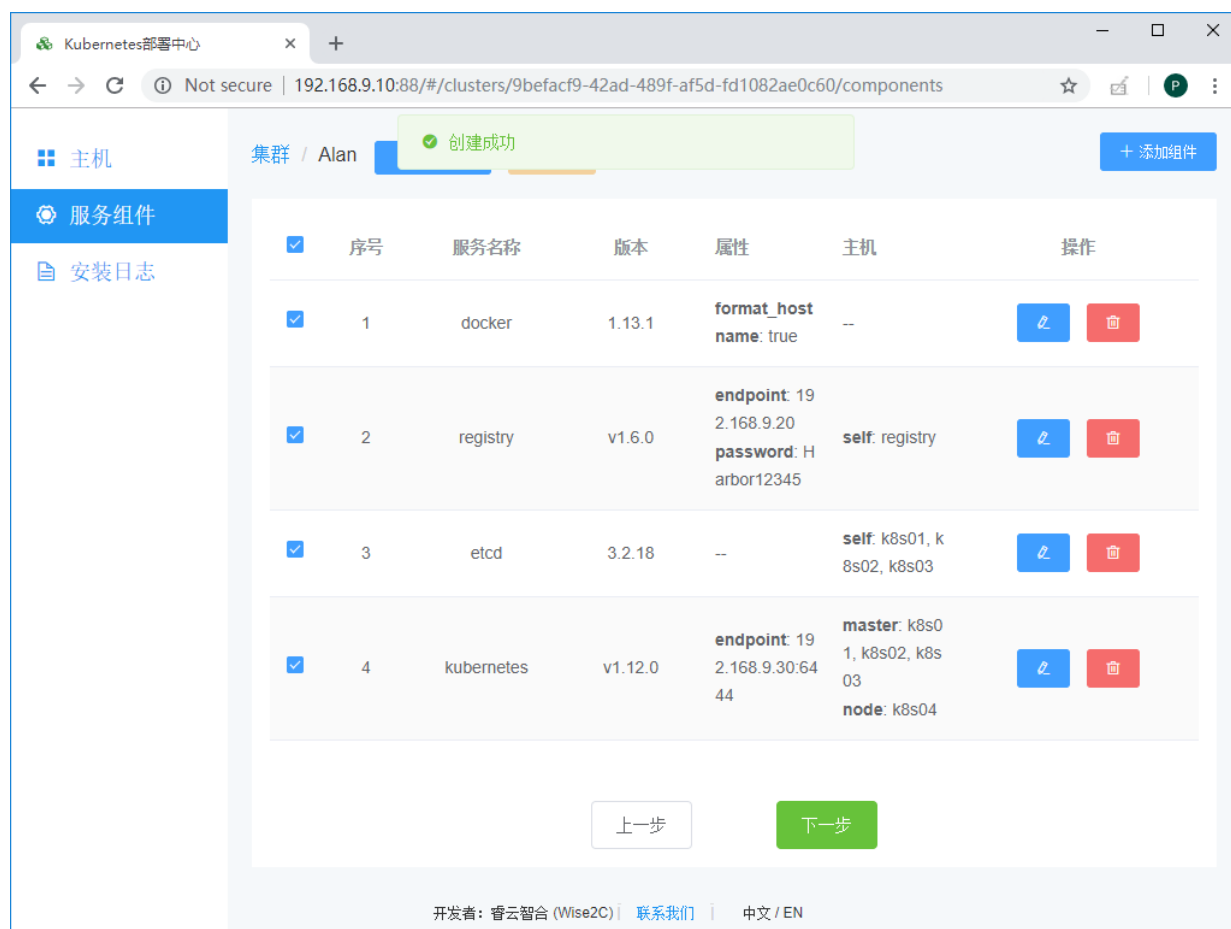 Kubernetes部署中心
Not secure | 192.168.9.10:88/#/clusters/9befacf9-42ad-489f-af5d-fd1082ae0c60/components
P
主机
服务组件
安装日志
集群 / Alan
创建成功
+ 添加组件
序号 服务名称 版本 属性 主机 操作
1 docker 1.13.1 format_host
name: true --
2 registry v1.6.0 endpoint: 19
2.168.9.20
password: H
arbor12345
self: registry
3 etcd 3.2.18 -- self: k8s01, k
8s02, k8s03
4 kubernetes v1.12.0 endpoint: 19
2.168.9.30:64
44
master: k8s0
1, k8s02, k8s
03
node: k8s04
上一步 下一步
开发者：睿云智合 (Wise2C) 联系我们 中文 / EN